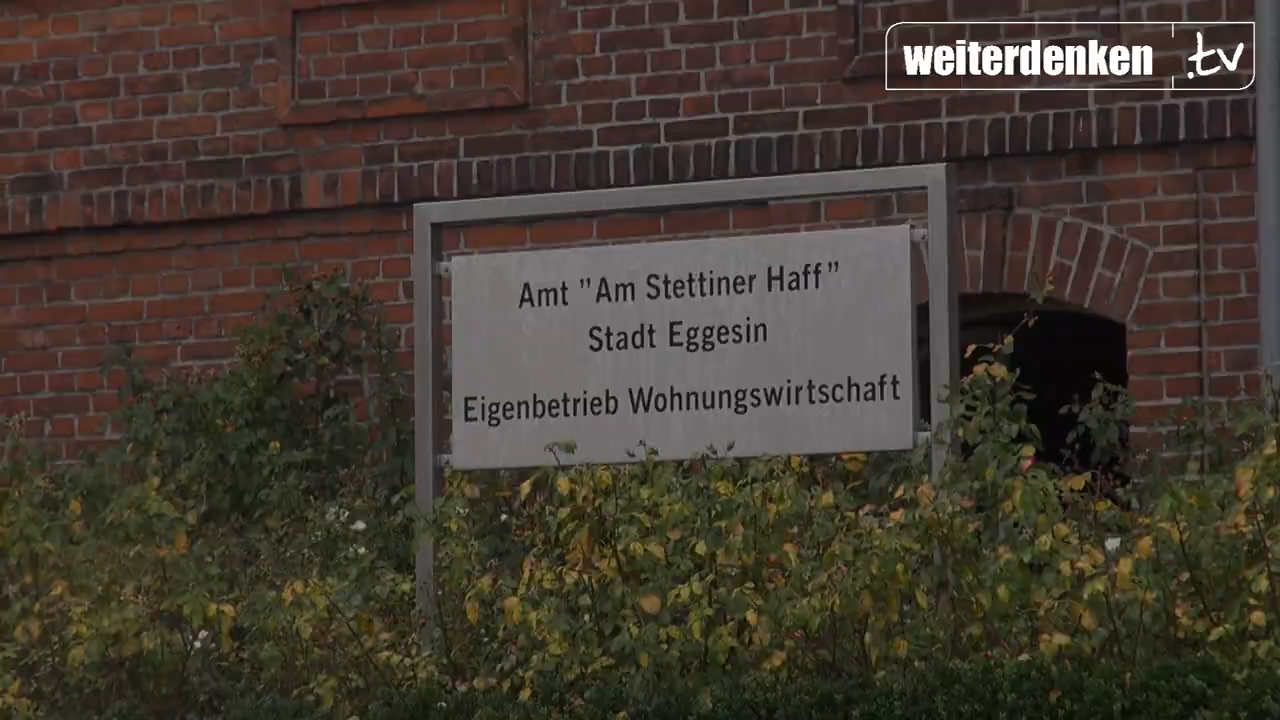 weiterdenken .tv
Amt "Am Stettiner Haff"
Stadt Eggesin
Eigenbetrieb Wohnungswirtschaft